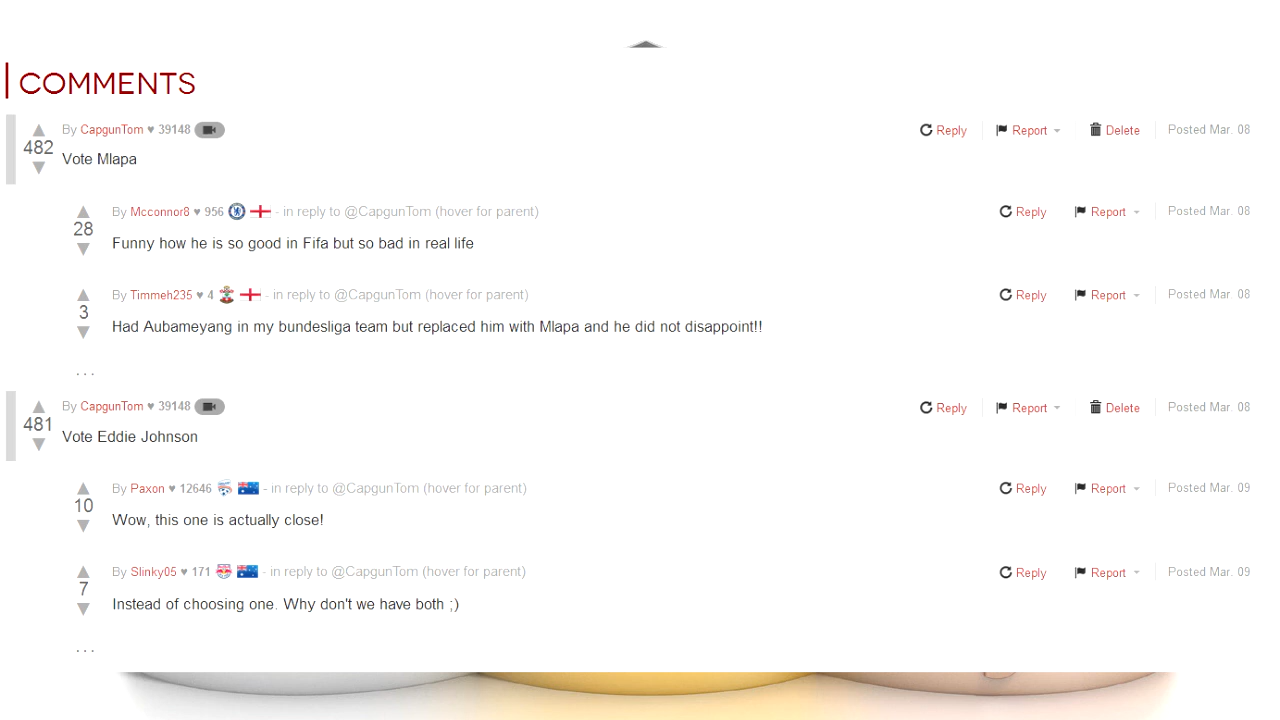 COMMENTS
By CapgunTom ♥ 39148 Reply Report Delete Posted Mar. 08
482
Vote Mlapa
By Mcconnor8 ♥ 956 - in reply to @CapgunTom (hover for parent) Reply Report Posted Mar. 08
28
Funny how he is so good in Fifa but so bad in real life
By Timmeh235 ♥ 4 - in reply to @CapgunTom (hover for parent) Reply Report Posted Mar. 08
3
Had Aubameyang in my bundesliga team but replaced him with Mlapa and he did not disappoint!!
...
By CapgunTom ♥ 39148 Reply Report Delete Posted Mar. 08
481
Vote Eddie Johnson
By Paxon ♥ 12646 - in reply to @CapgunTom (hover for parent) Reply Report Posted Mar. 09
10
Wow, this one is actually close!
By Slinky05 ♥ 171 - in reply to @CapgunTom (hover for parent) Reply Report Posted Mar. 09
7
Instead of choosing one. Why don't we have both ;)
...